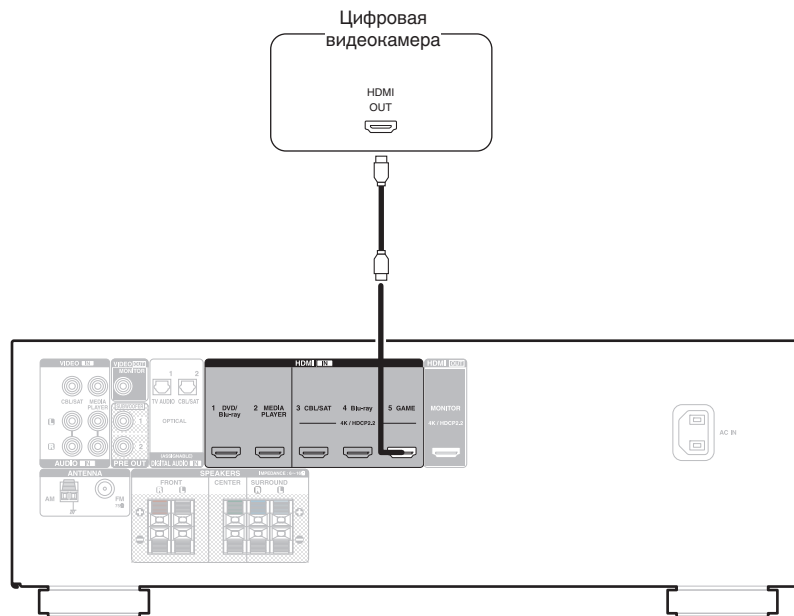 Цифровая
видеокамера
HDMI
OUT
VIDEO IN
VIDEO OUT
MONITOR
CBL/SAT
MEDIA
PLAYER
SUBWOOFER
1
2
L
R
AUDIO IN
PRE OUT
1 2
TV AUDIO CBL/SAT
OPTICAL
(ASSIGNABLE)
DIGITAL AUDIO IN
HDMI IN
1 DVD/
Blu-ray
2 MEDIA
PLAYER
3 CBL/SAT
4 Blu-ray
5 GAME
4K / HDCP2.2
HDMI OUT
MONITOR
4K / HDCP2.2
AC IN
ANTENNA
AM
FM
SPEAKERS
FRONT
R L
CENTER
SURROUND
R L
+ +
− −